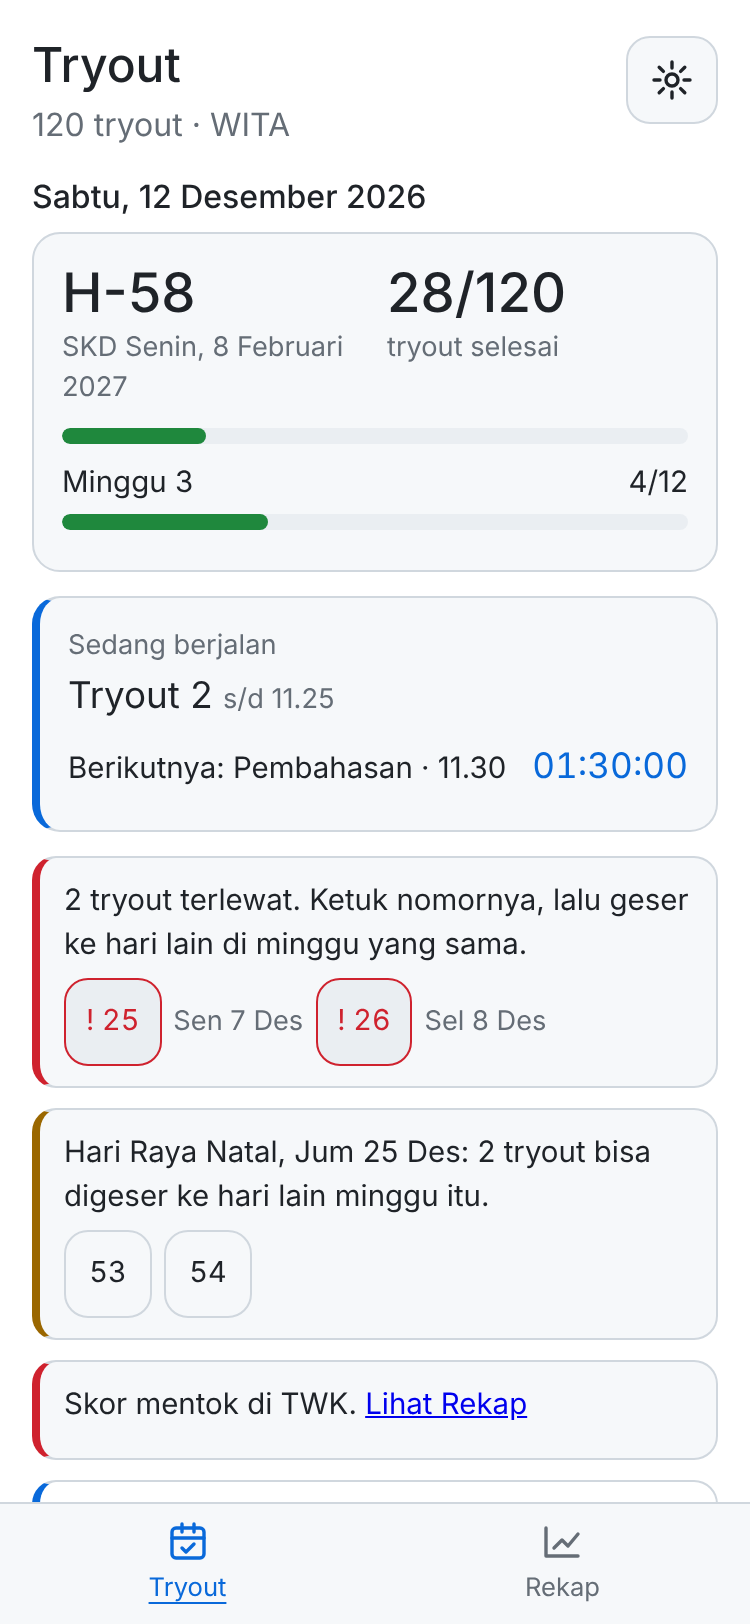 Tryout
120 tryout · WITA
Sabtu, 12 Desember 2026
H-58
SKD Senin, 8 Februari
2027
28/120
tryout selesai
Minggu 3 4/12
Sedang berjalan
Tryout 2 s/d 11.25
Berikutnya: Pembahasan · 11.30 01:30:00
2 tryout terlewat. Ketuk nomornya, lalu geser
ke hari lain di minggu yang sama.
! 25 Sen 7 Des ! 26 Sel 8 Des
Hari Raya Natal, Jum 25 Des: 2 tryout bisa
digeser ke hari lain minggu itu.
53 54
Skor mentok di TWK. Lihat Rekap
Tryout Rekap